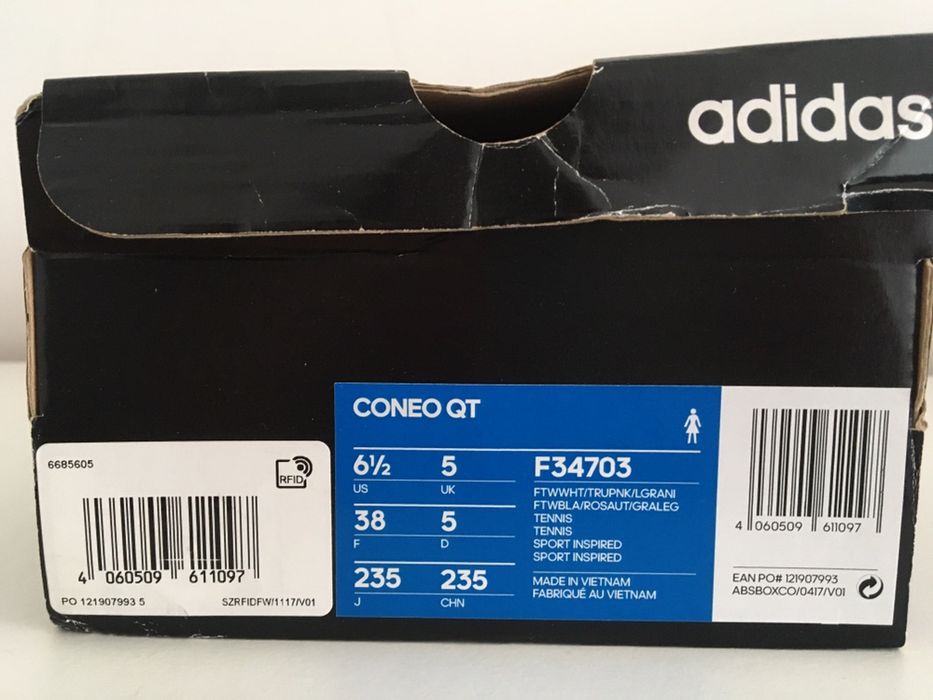 adidas
CONEO QT
6½ 5
US UK
38 5
F D
235 235
J CHN
F34703
FTWWHT/TRUPNK/LGRANI
FTWBLA/ROSAUT/GRALEG
TENNIS
TENNIS
SPORT INSPIRED
SPORT INSPIRED
MADE IN VIETNAM
FABRIQUÉ AU VIETNAM
4 060509 611097
EAN PO# 121907993
ABSBOXCO/0417/V01
6685605
RFID
4 060509 611097
PO 121907993 5 SZRFIDFW/1117/V01